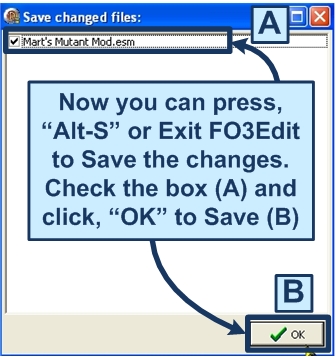 Save changed files:
A
Mart's Mutant Mod.esm
Now you can press,
“Alt-S” or Exit FO3Edit
to Save the changes.
Check the box (A) and
click, “OK” to Save (B)
B
OK